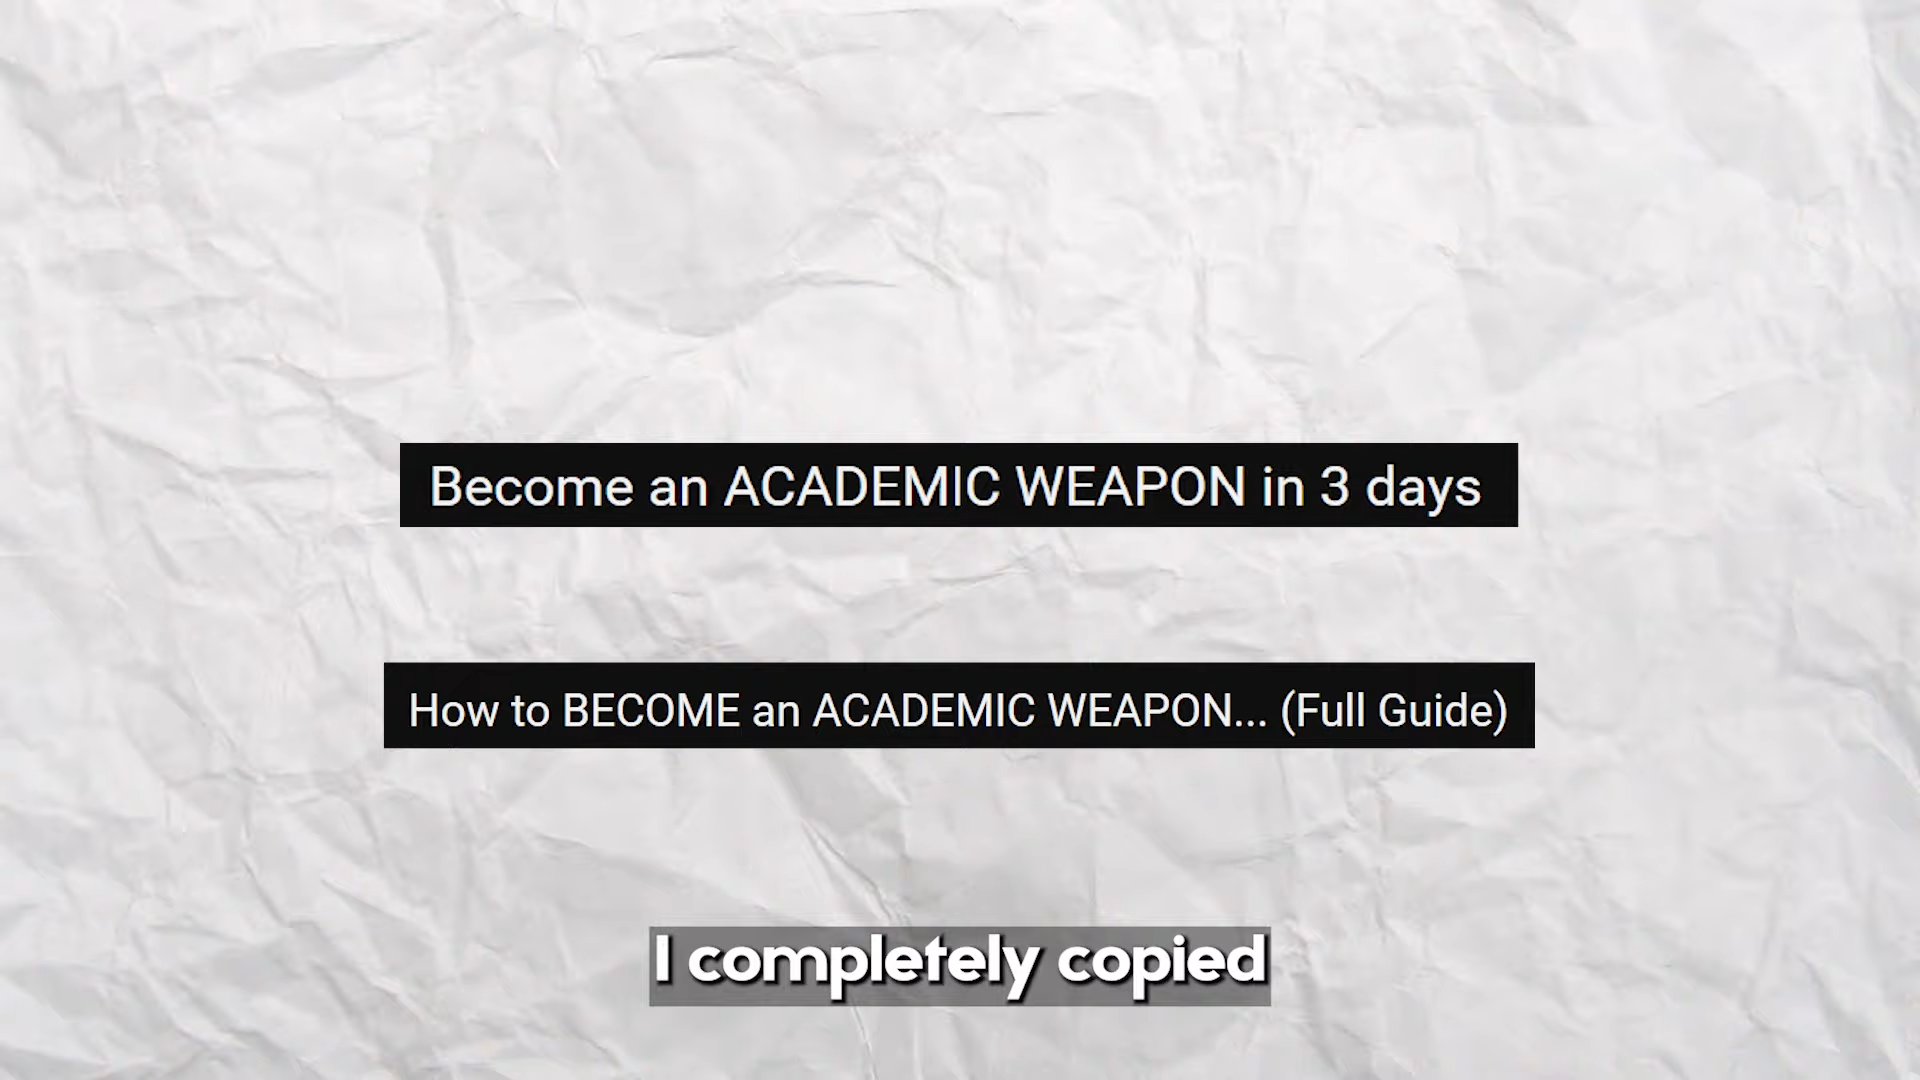 Become an ACADEMIC WEAPON in 3 days
How to BECOME an ACADEMIC WEAPON... (Full Guide)
I completely copied